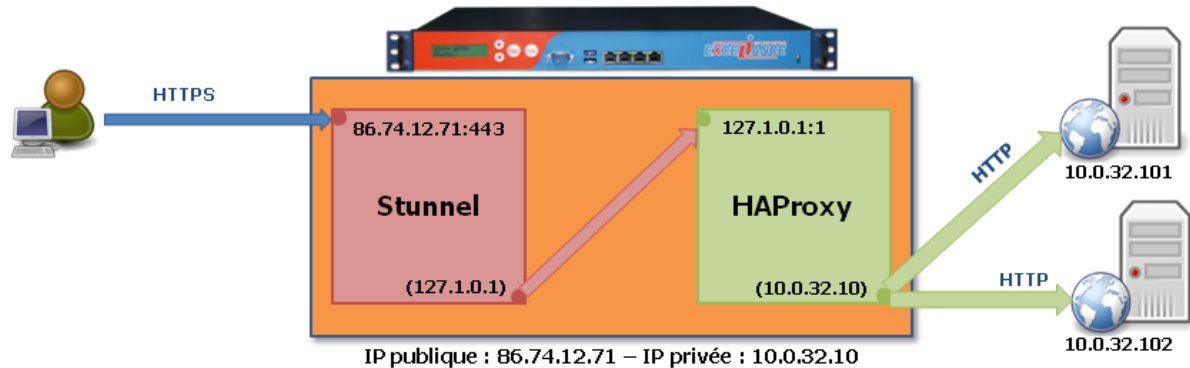 EXCELIANCE
HTTPS
86.74.12.71:443
Stunnel
(127.1.0.1)
127.1.0.1:1
HAProxy
(10.0.32.10)
HTTP
10.0.32.101
HTTP
10.0.32.102
IP publique : 86.74.12.71 – IP privée : 10.0.32.10